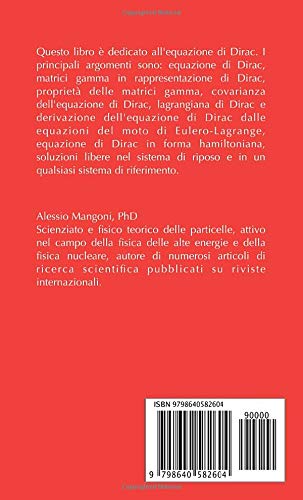 Questo libro è dedicato all'equazione di Dirac. I
principali argomenti sono: equazione di Dirac,
matrici gamma in rappresentazione di Dirac,
proprietà delle matrici gamma, covarianza
dell'equazione di Dirac, lagrangiana di Dirac e
derivazione dell'equazione di Dirac dalle
equazioni del moto di Eulero-Lagrange,
equazione di Dirac in forma hamiltoniana,
soluzioni libere nel sistema di riposo e in un
qualsiasi sistema di riferimento.
Alessio Mangoni, PhD
Scienziato e fisico teorico delle particelle, attivo
nel campo della fisica delle alte energie e della
fisica nucleare, autore di numerosi articoli di
ricerca scientifica pubblicati su riviste
internazionali.
ISBN 9798640582604
90000
9 798640 582604